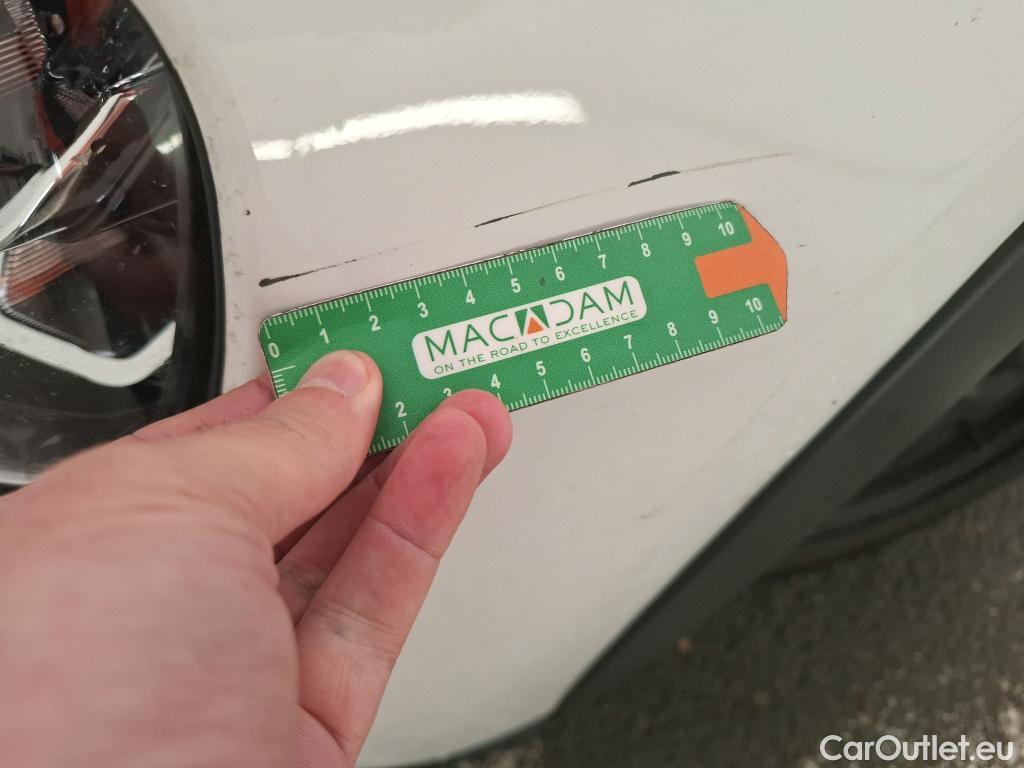 0 1 2 3 4 5 6 7 8 9 10
MACADAM
ON THE ROAD TO EXCELLENCE
2 3 4 5 6 7 8 9 10
CarOutlet.eu